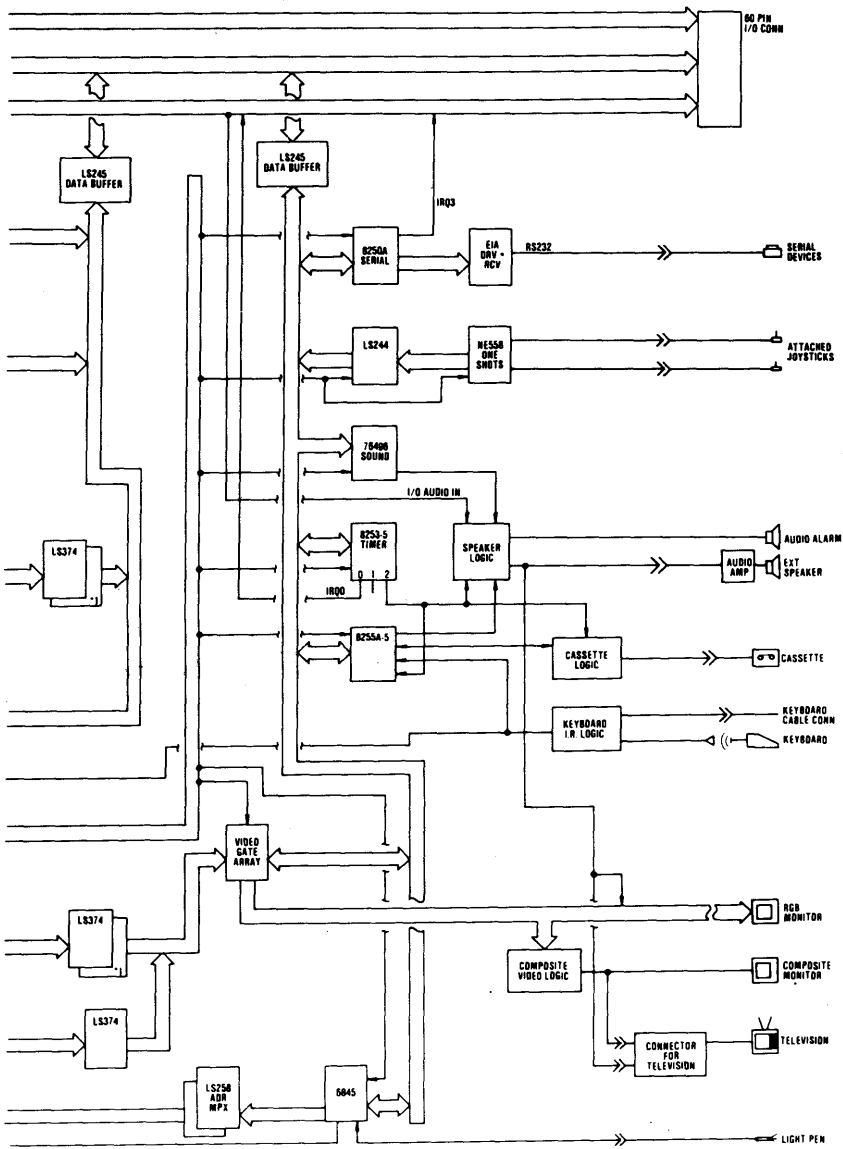 60 PIN
I/O CONN
LS245
DATA BUFFER
LS245
DATA BUFFER
IRQ3
8250A
SERIAL
EIA
DRV +
RCV
RS232
SERIAL
DEVICES
LS244
NE558
ONE
SHOTS
ATTACHED
JOYSTICKS
76496
SOUND
I/O AUDIO IN
8253-5
TIMER
0 1 2
IRQ0
SPEAKER
LOGIC
AUDIO ALARM
AUDIO
AMP
EXT
SPEAKER
LS374
8255A-5
CASSETTE
LOGIC
CASSETTE
KEYBOARD
I.R. LOGIC
KEYBOARD
CABLE CONN
KEYBOARD
VIDEO
GATE
ARRAY
RGB
MONITOR
LS374
COMPOSITE
VIDEO LOGIC
COMPOSITE
MONITOR
LS374
CONNECTOR
FOR
TELEVISION
TELEVISION
LS258
ADR
MPX
6845
LIGHT PEN